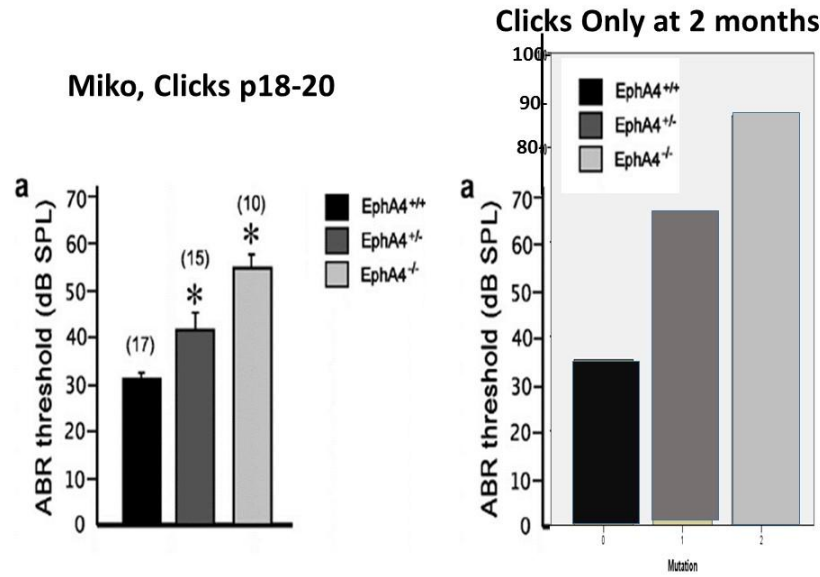 Miko, Clicks p18-20
a
ABR threshold (dB SPL)
70
60
50
40
30
20
10
0
(17)
(15)
*
(10)
*
EphA4+/+
EphA4+/-
EphA4-/-
Clicks Only at 2 months
a
ABR threshold (dB SPL)
100
90
80
70
60
50
40
30
20
10
0
EphA4+/+
EphA4+/-
EphA4-/-
0
1
2
Mutation